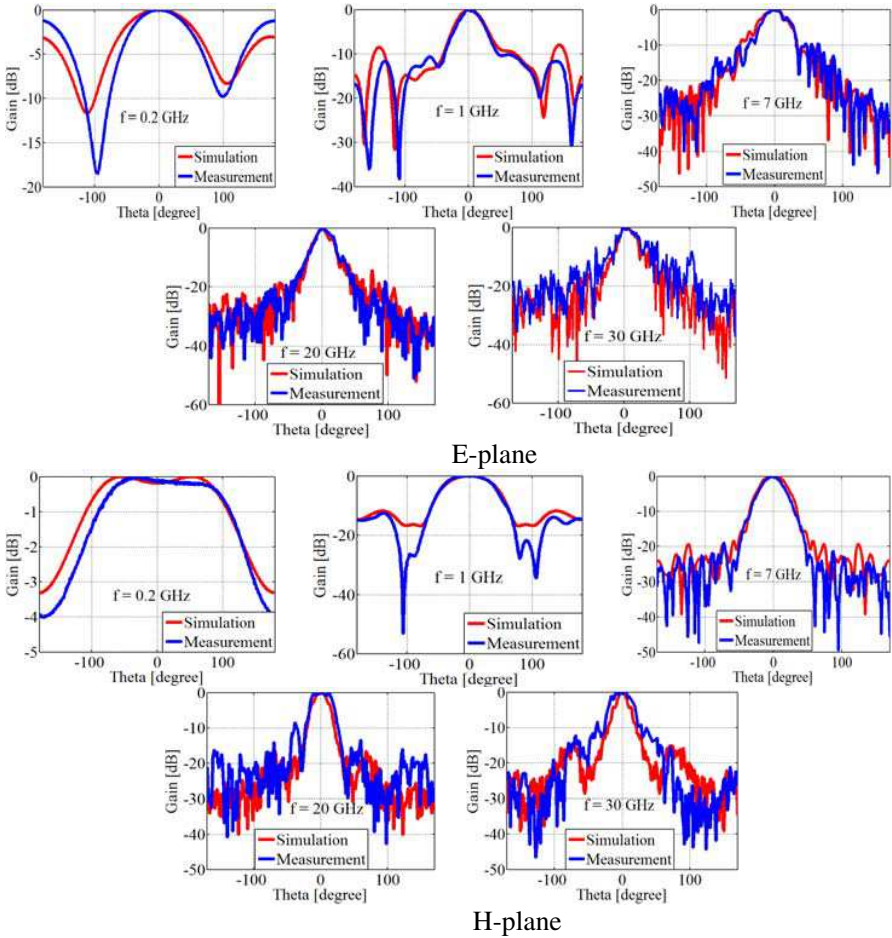 0
-5
-10
-15
-20
Gain [dB]
f = 0.2 GHz
Simulation
Measurement
-100 0 100
Theta [degree]
0
-10
-20
-30
-40
Gain [dB]
f = 1 GHz
Simulation
Measurement
-100 0 100
Theta [degree]
0
-10
-20
-30
-40
-50
Gain [dB]
f = 7 GHz
Simulation
Measurement
-100 0 100
Theta [degree]
0
-20
-40
-60
Gain [dB]
f = 20 GHz
Simulation
Measurement
-100 0 100
Theta [degree]
0
-20
-40
-60
Gain [dB]
f = 30 GHz
Simulation
Measurement
-100 0 100
Theta [degree]
E-plane
0
-1
-2
-3
-4
-5
Gain [dB]
f = 0.2 GHz
Simulation
Measurement
-100 0 100
Theta [degree]
0
-20
-40
-60
Gain [dB]
f = 1 GHz
Simulation
Measurement
-100 0 100
Theta [degree]
0
-10
-20
-30
-40
-50
Gain [dB]
f = 7 GHz
Simulation
Measurement
-100 0 100
Theta [degree]
0
-10
-20
-30
-40
-50
Gain [dB]
f = 20 GHz
Simulation
Measurement
-100 0 100
Theta [degree]
0
-10
-20
-30
-40
-50
Gain [dB]
f = 30 GHz
Simulation
Measurement
-100 0 100
Theta [degree]
H-plane